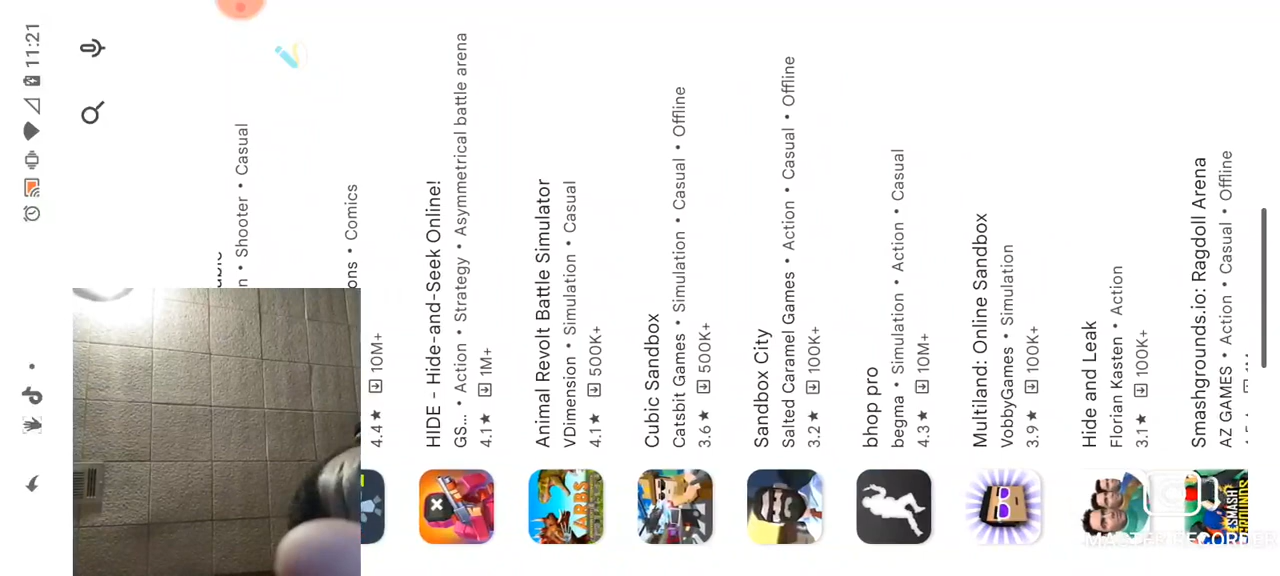 11:21
n • Shooter • Casual
ons • Comics
4.4★ 10M+
HIDE - Hide-and-Seek Online!
GS... • Action • Strategy • Asymmetrical battle arena
4.1★ 1M+
Animal Revolt Battle Simulator
VDimension • Simulation • Casual
4.1★ 500K+
ARBS
Cubic Sandbox
Catsbit Games • Simulation • Casual • Offline
3.6★ 500K+
Sandbox City
Salted Caramel Games • Action • Casual • Offline
3.2★ 100K+
bhop pro
begma • Simulation • Action • Casual
4.3★ 10M+
Multiland: Online Sandbox
VobbyGames • Simulation
3.9★ 100K+
Hide and Leak
Florian Kasten • Action
3.1★ 100K+
Smashgrounds.io: Ragdoll Arena
AZ GAMES • Action • Casual • Offline
SMASH
GROUNDS
MASTER RECORDER